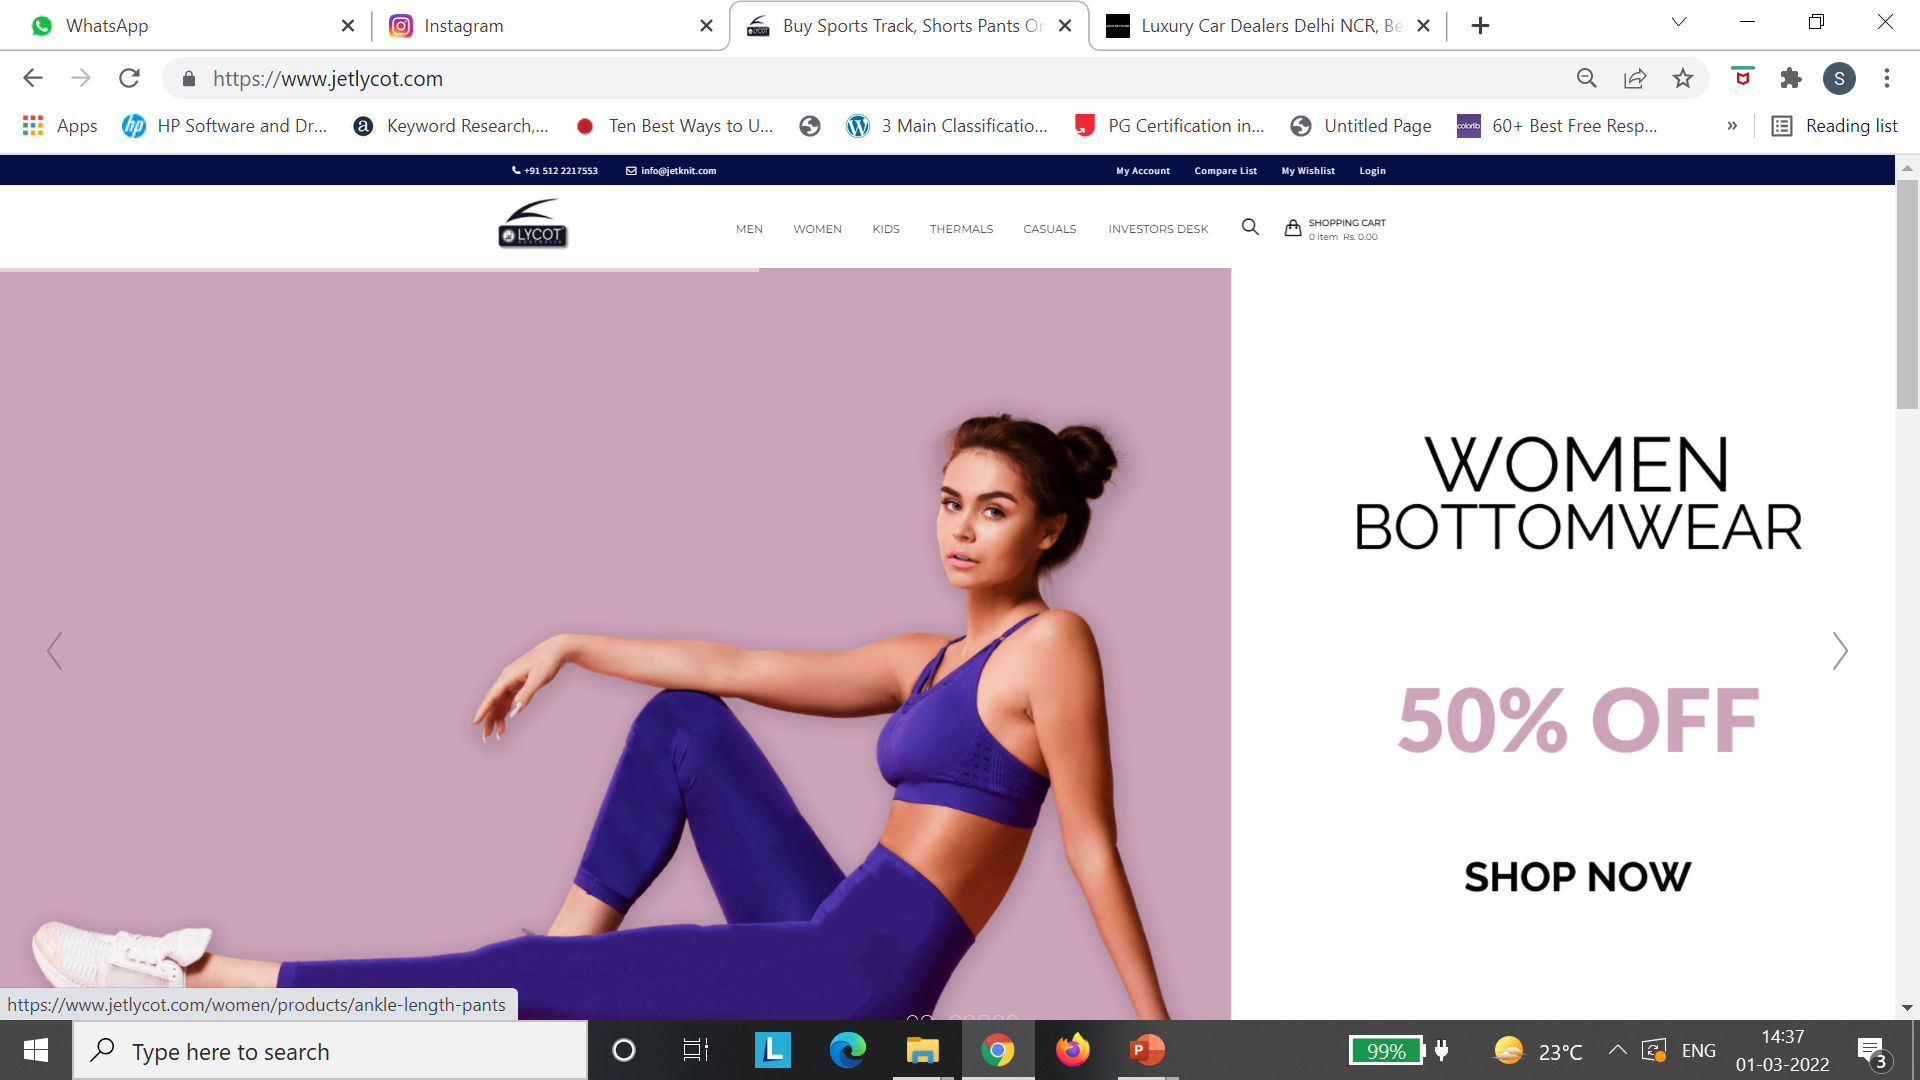 WhatsApp
Instagram
Buy Sports Track, Shorts Pants Or
Luxury Car Dealers Delhi NCR, Be
https://www.jetlycot.com
S
Apps
HP Software and Dr...
Keyword Research,...
Ten Best Ways to U...
3 Main Classificatio...
PG Certification in...
Untitled Page
colorlib.
60+ Best Free Resp...
»
Reading list
+91 512 2217553
info@jetknit.com
My Account
Compare List
My Wishlist
Login
LYCOT
AUSTRALIA
MEN
WOMEN
KIDS
THERMALS
CASUALS
INVESTORS DESK
SHOPPING CART
0 item Rs. 0.00
WOMEN
BOTTOMWEAR
50% OFF
SHOP NOW
https://www.jetlycot.com/women/products/ankle-length-pants
Type here to search
L
P
99%
23°C
ENG
14:37
01-03-2022
3